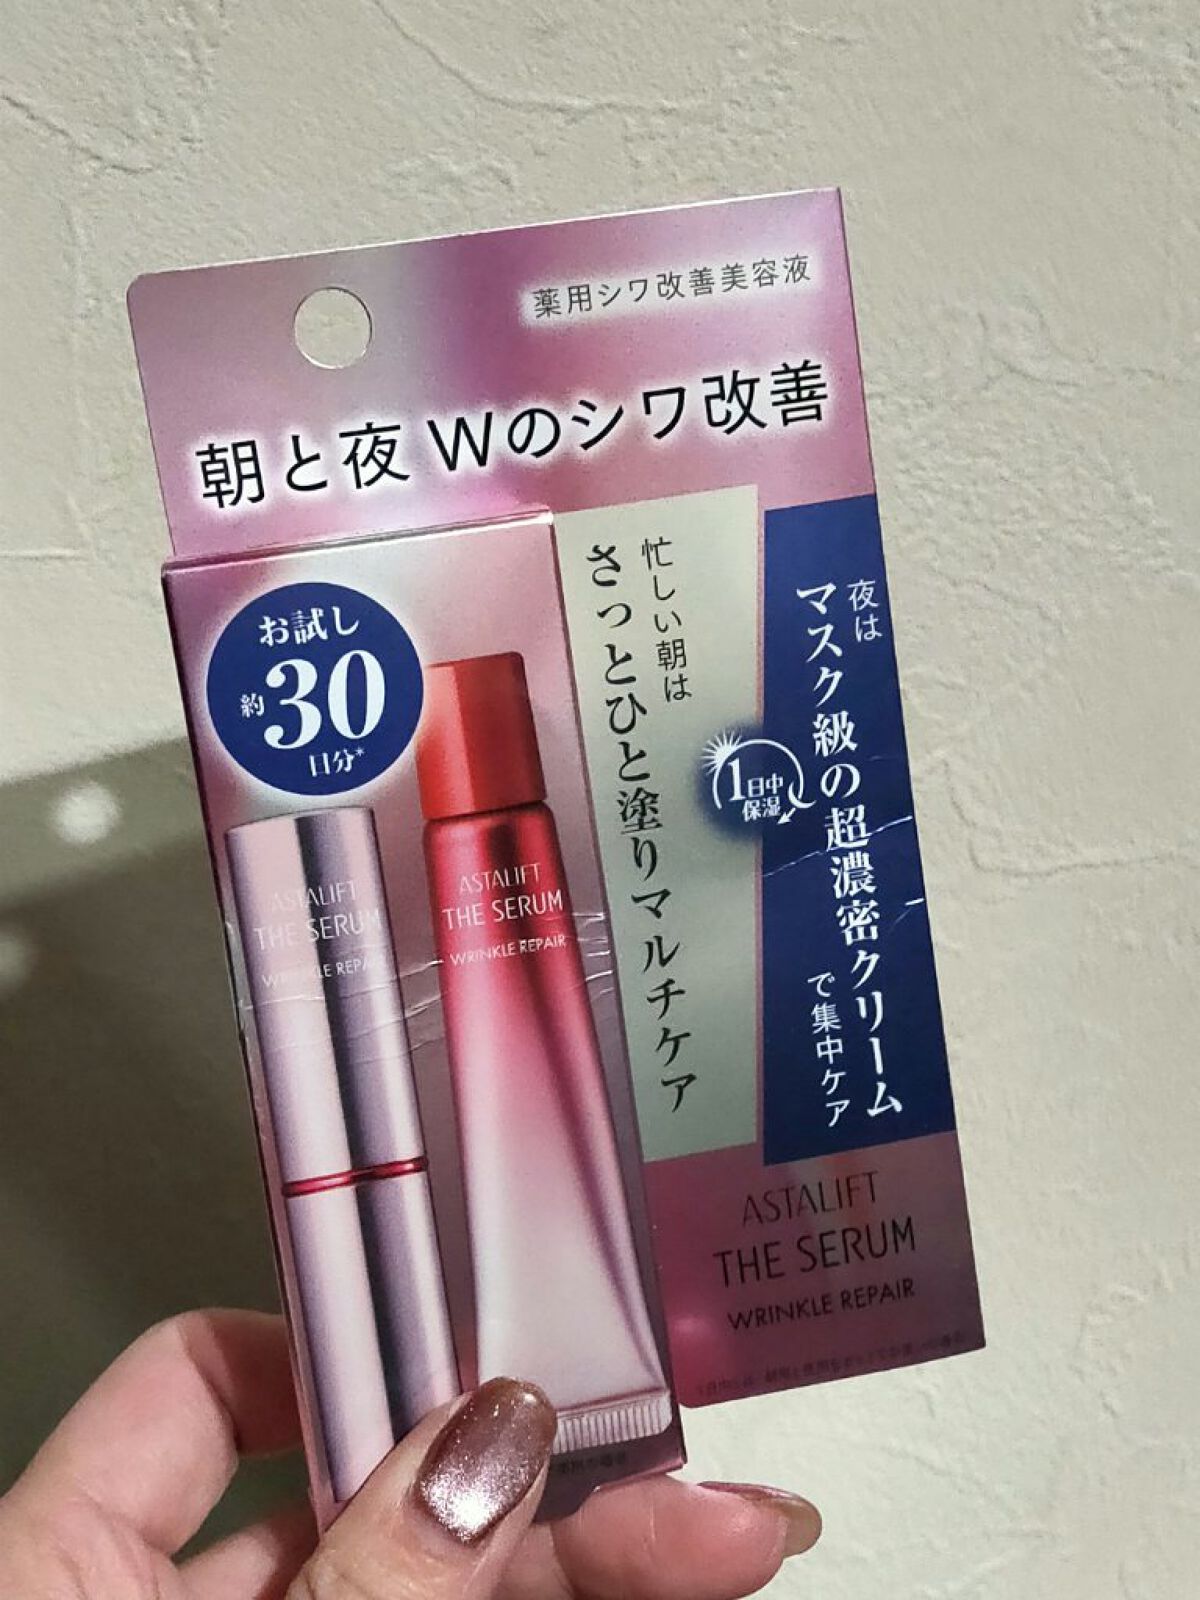 薬用シワ改善美容液
朝と夜 Wのシワ改善
お試し
約30
日分*
ASTALIFT
THE SERUM
WRINKLE REPAIR
ASTALIFT
THE SERUM
WRINKLE REPAIR
忙しい朝は
さっとひと塗りマルチケア
1日中
保湿
夜は
マスク級の超濃密クリーム
で集中ケア
ASTALIFT
THE SERUM
WRINKLE REPAIR